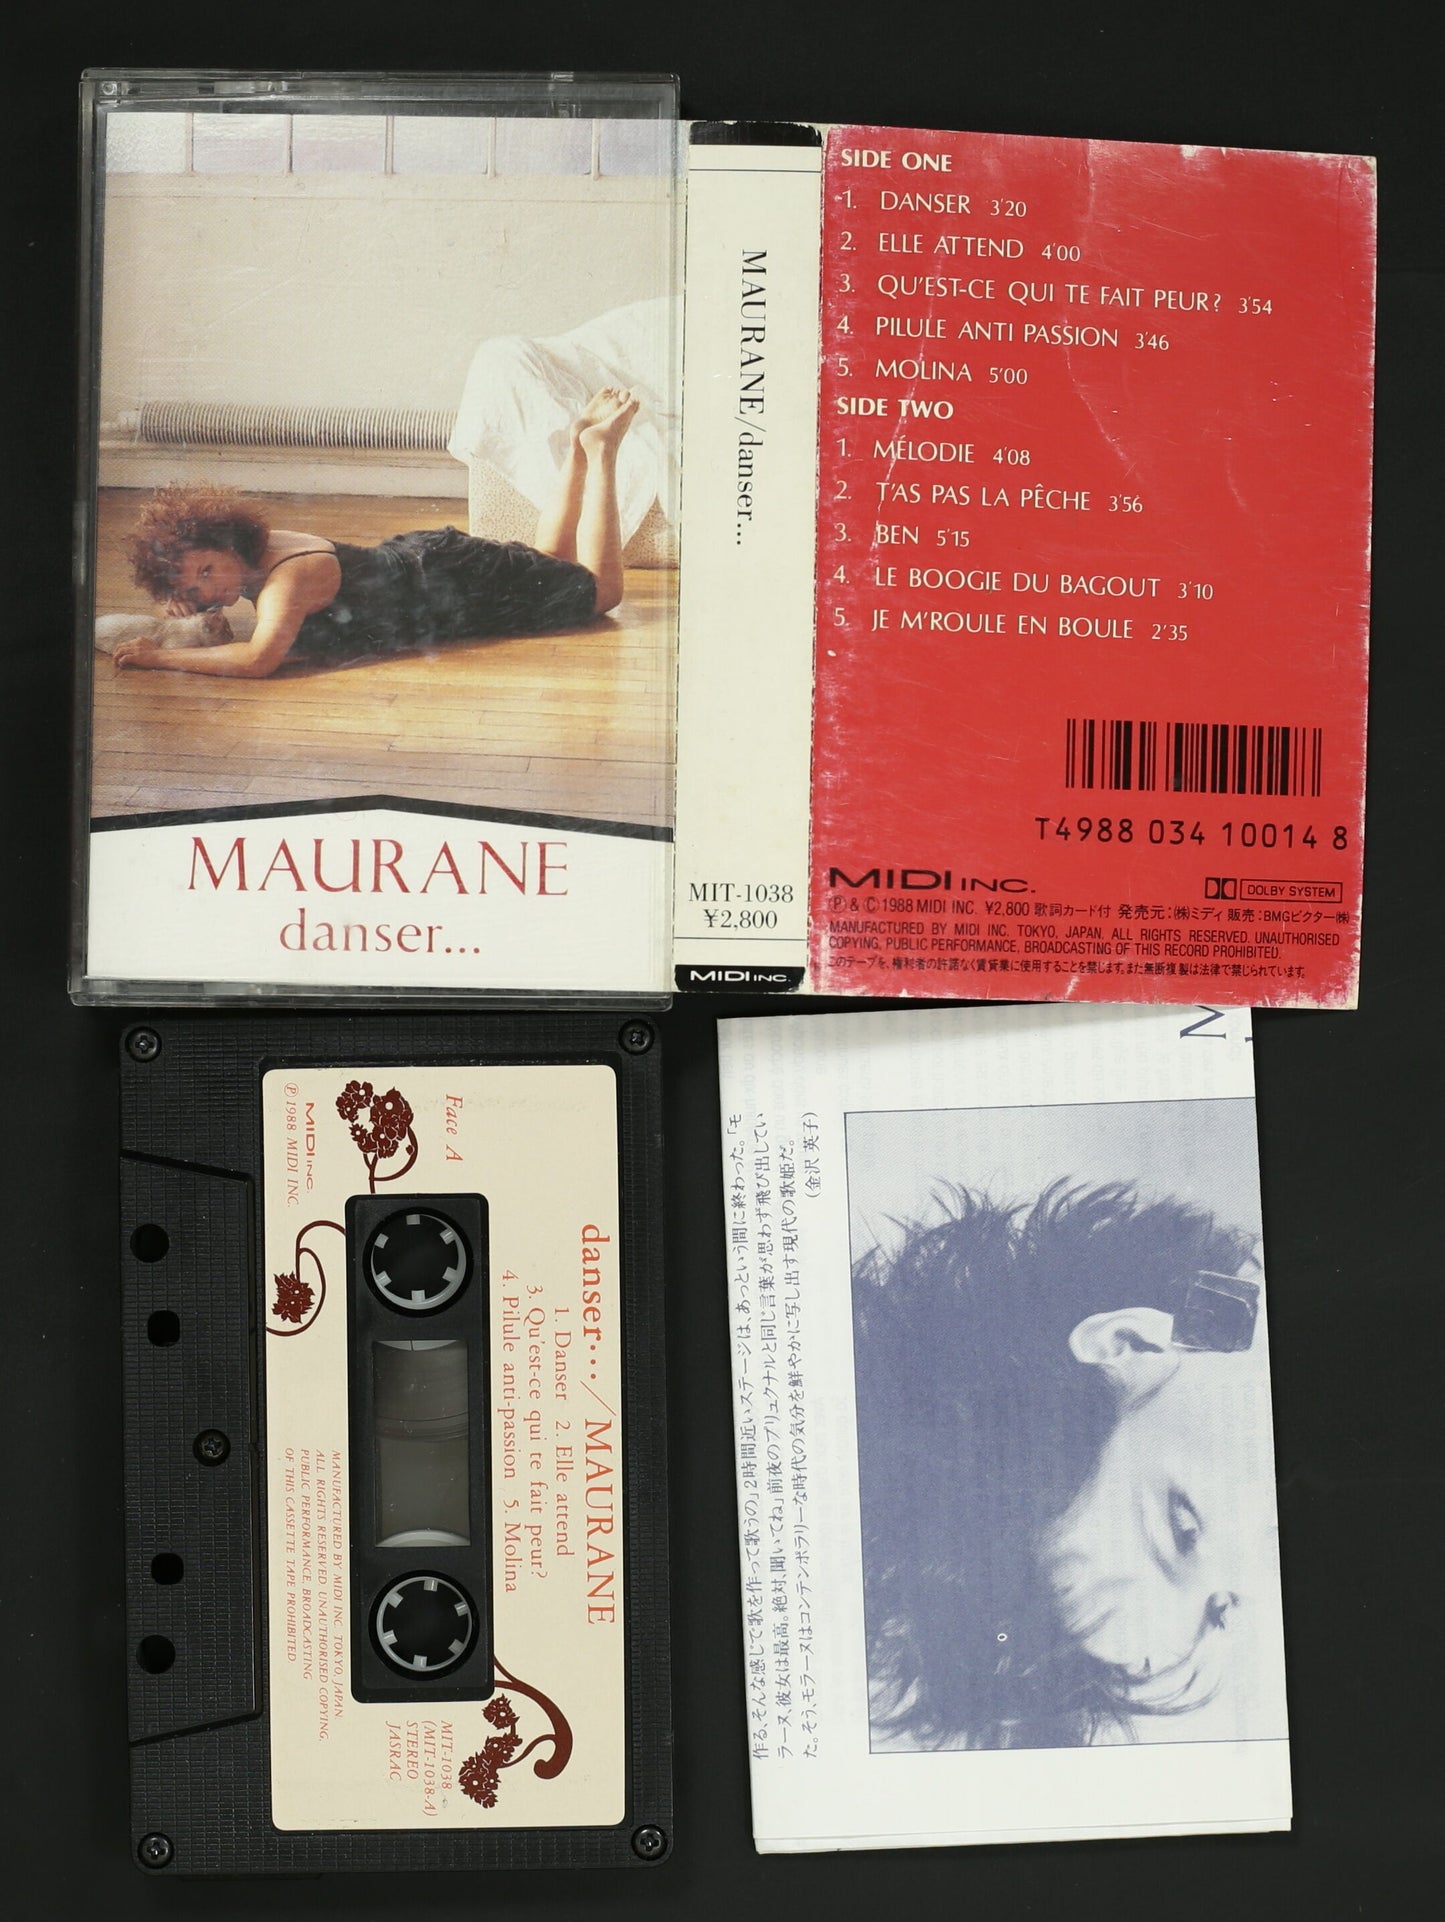 MAURANE
danser...
MAURANE/danser...
MIT-1038
¥2,800
MIDI INC.
SIDE ONE
1. DANSER 3'20
2. ELLE ATTEND 4'00
3. QU'EST-CE QUI TE FAIT PEUR? 3'54
4. PILULE ANTI PASSION 3'46
5. MOLINA 5'00
SIDE TWO
1. MÉLODIE 4'08
2. T'AS PAS LA PÊCHE 3'56
3. BEN 5'15
4. LE BOOGIE DU BAGOUT 3'10
5. JE M'ROULE EN BOULE 2'35
T4988 034 10014 8
MIDI INC.
DOLBY SYSTEM
Ⓟ & © 1988 MIDI INC. ¥2,800 歌詞カード付 発売元:㈱ミディ 販売:BMGビクター㈱
MANUFACTURED BY MIDI INC. TOKYO, JAPAN. ALL RIGHTS RESERVED. UNAUTHORISED
COPYING, PUBLIC PERFORMANCE, BROADCASTING OF THIS RECORD PROHIBITED.
このテープを、権利者の許諾なく賃貸業に使用することを禁じます。また無断複製は法律で禁じられています。
Face A
danser.../MAURANE
1. Danser 2. Elle attend
3. Qu'est-ce qui te fait peur?
4. Pilule anti-passion 5. Molina
MIDI INC.
Ⓟ 1988 MIDI INC.
MIT-1038
(MIT-1038-A)
STEREO
JASRAC
MANUFACTURED BY MIDI INC. TOKYO, JAPAN.
ALL RIGHTS RESERVED. UNAUTHORISED COPYING,
PUBLIC PERFORMANCE, BROADCASTING
OF THIS CASSETTE TAPE PROHIBITED
作る、そんな感じで歌を作って歌うの」2時間近いステージは、あっという間に終わった。「モ
ラーヌ、彼女は最高。絶対、聞いてね」前夜のブリュクナルと同じ言葉が思わず飛び出してい
た。そう、モラーヌはコンテンポラリーな時代の気分を鮮やかに写し出す現代の歌姫だ。
(金沢 英子)